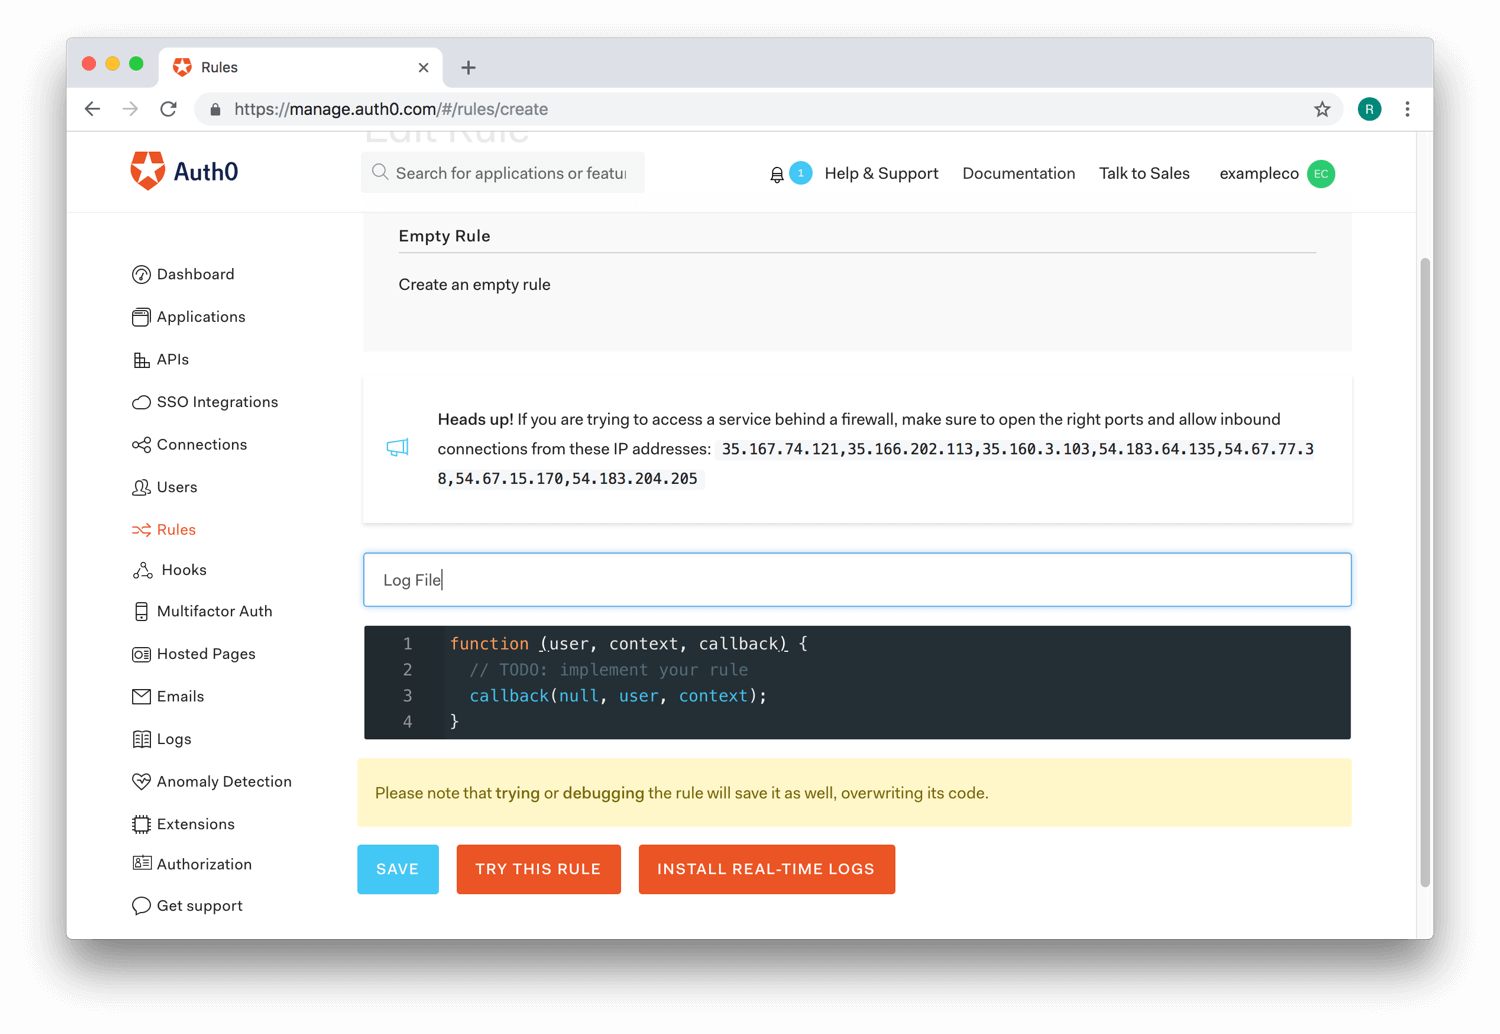 Rules
https://manage.auth0.com/#/rules/create
R
Edit Rule
Auth0
Search for applications or featu
1
Help & Support
Documentation
Talk to Sales
exampleco
EC
Dashboard
Applications
APIs
SSO Integrations
Connections
Users
Rules
Hooks
Multifactor Auth
Hosted Pages
Emails
Logs
Anomaly Detection
Extensions
Authorization
Get support
Empty Rule
Create an empty rule
Heads up! If you are trying to access a service behind a firewall, make sure to open the right ports and allow inbound
connections from these IP addresses: 35.167.74.121,35.166.202.113,35.160.3.103,54.183.64.135,54.67.77.3
8,54.67.15.170,54.183.204.205
Log File
1 function (user, context, callback) {
2 // TODO: implement your rule
3 callback(null, user, context);
4 }
Please note that trying or debugging the rule will save it as well, overwriting its code.
SAVE
TRY THIS RULE
INSTALL REAL-TIME LOGS